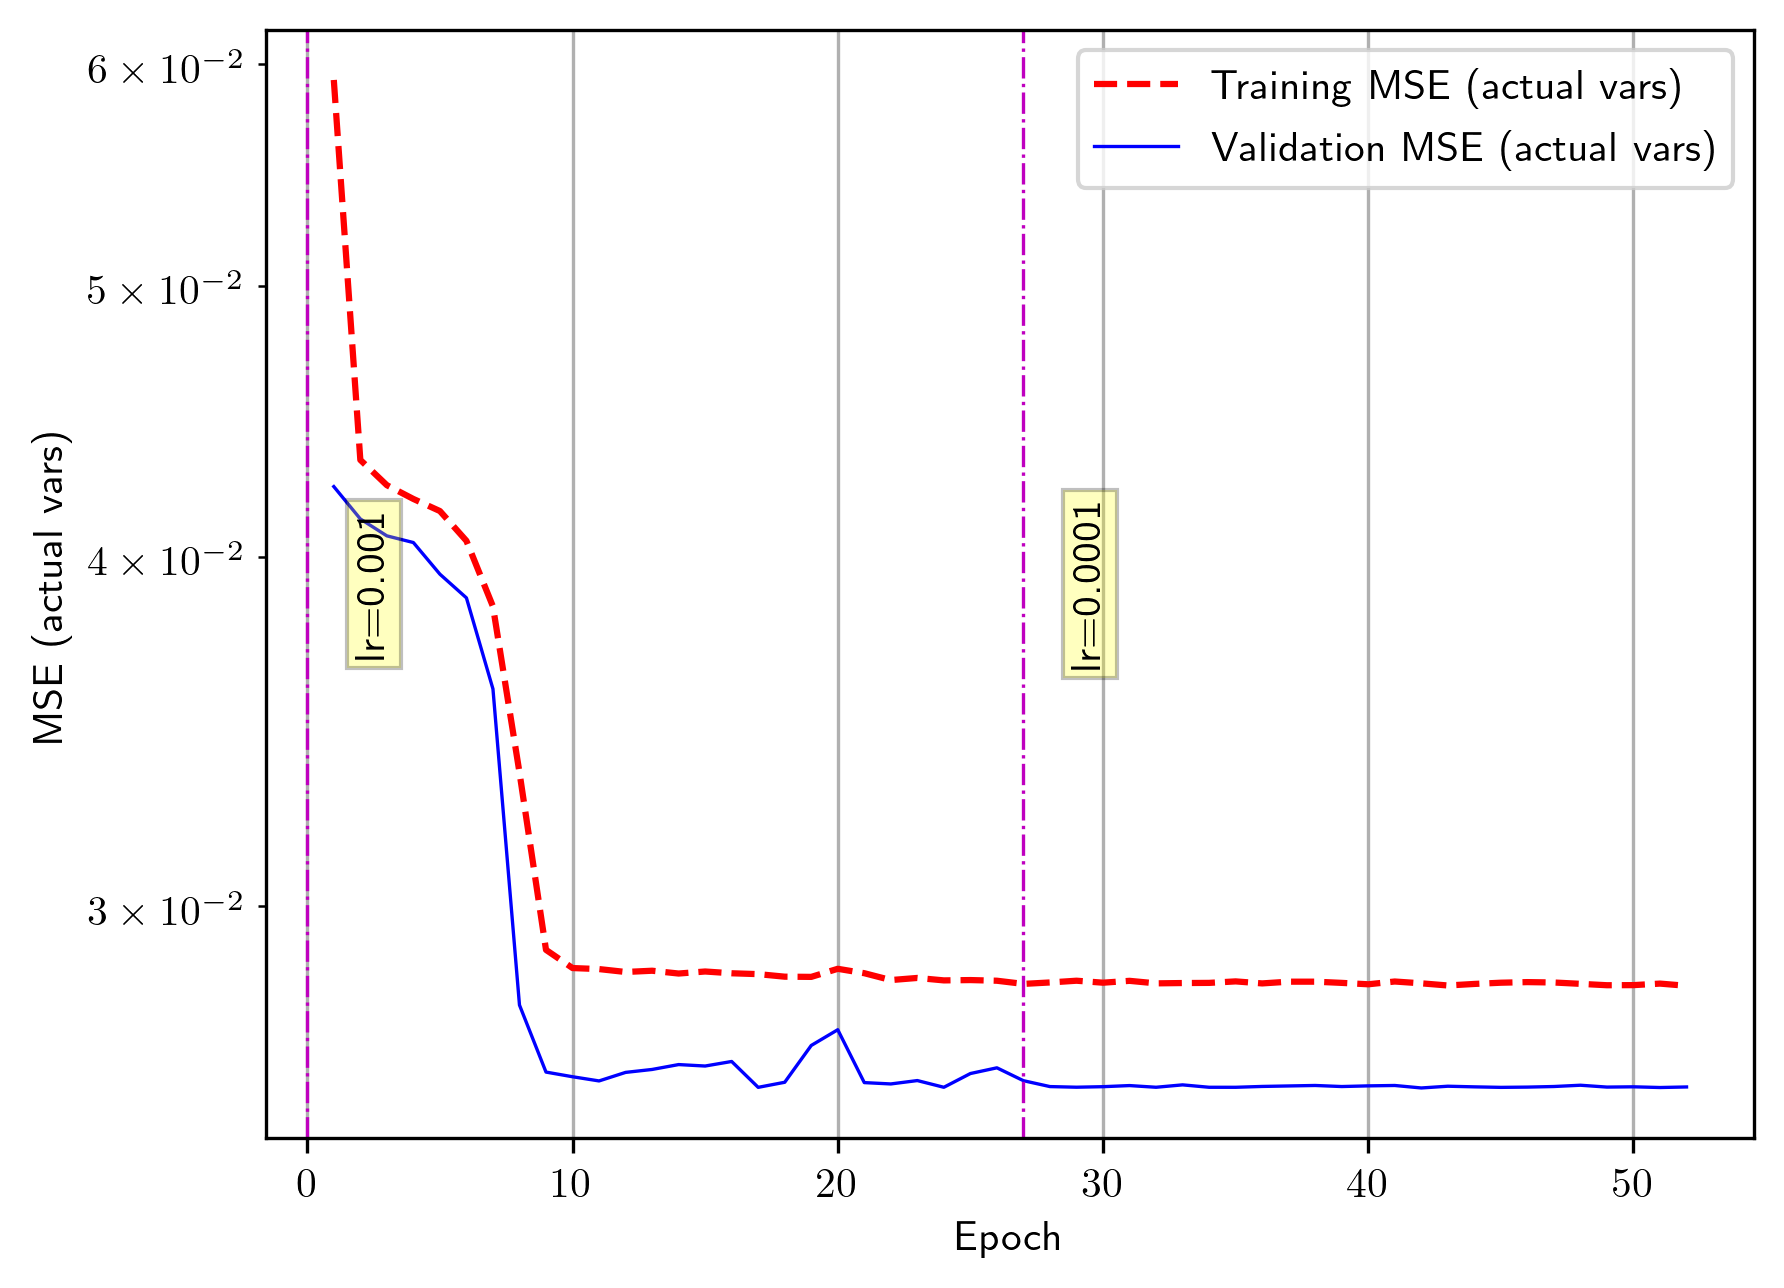 Training MSE (actual vars)
Validation MSE (actual vars)
6 × 10⁻²
5 × 10⁻²
4 × 10⁻²
3 × 10⁻²
MSE (actual vars)
lr=0.001
lr=0.0001
0 10 20 30 40 50
Epoch